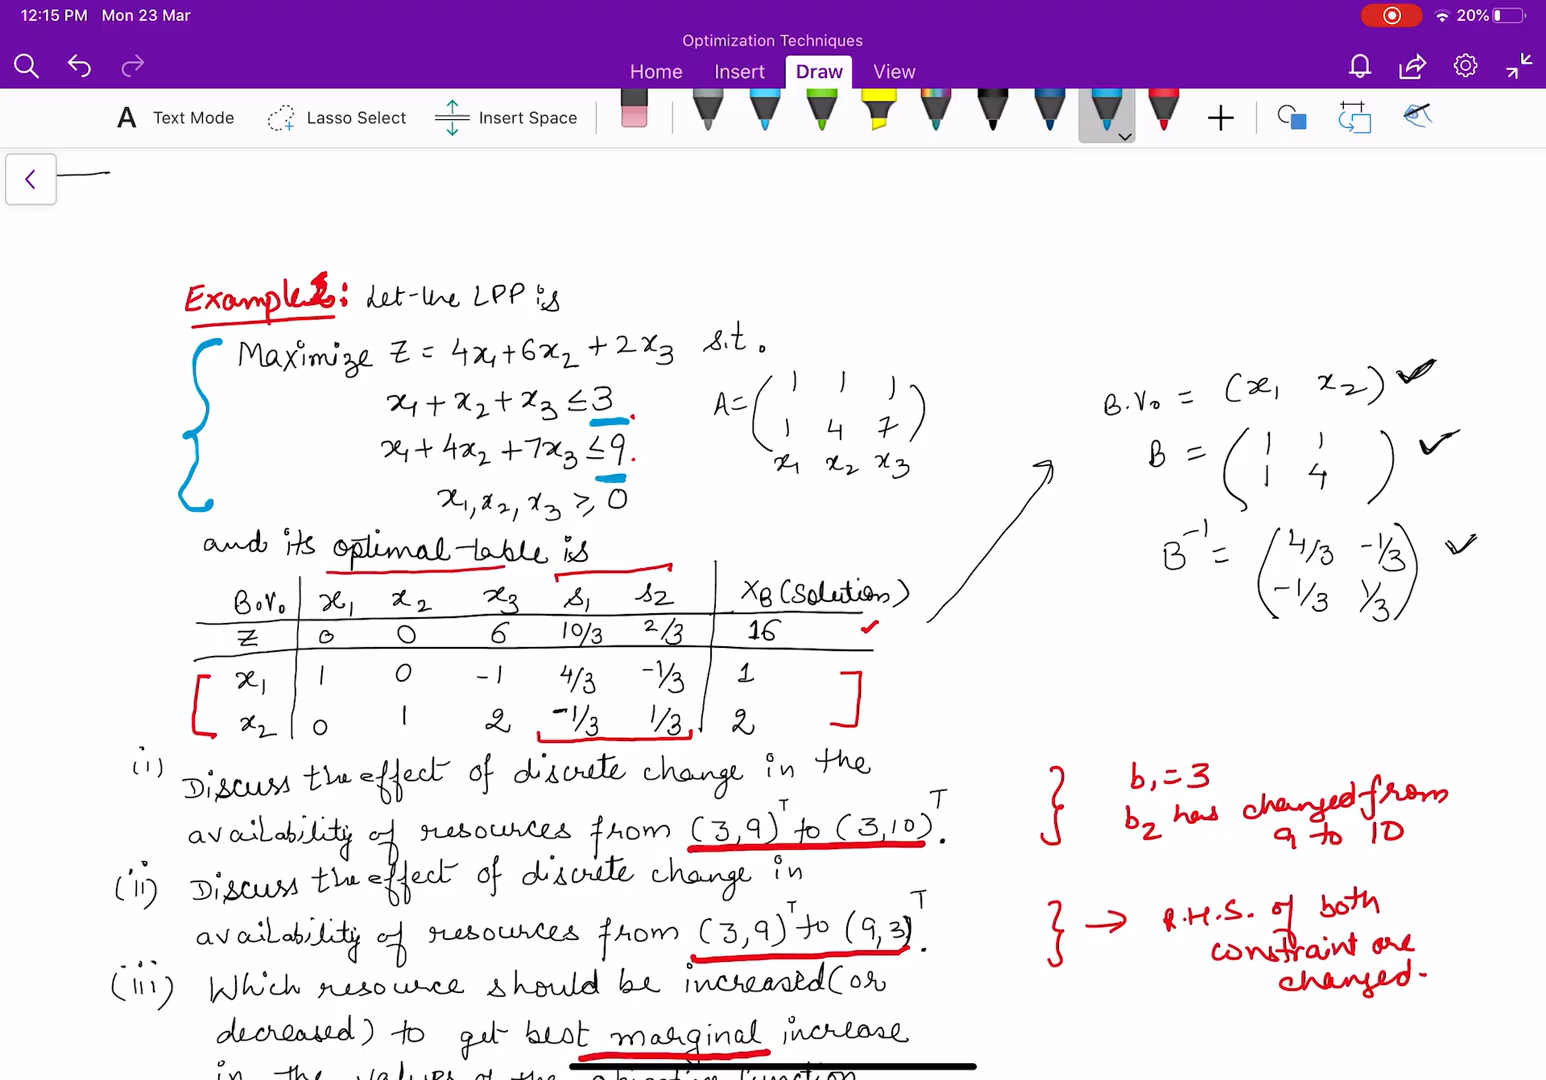 12:15 PM Mon 23 Mar
20%
Optimization Techniques
Home Insert Draw View
A Text Mode Lasso Select Insert Space
Example: Let the LPP is
Maximize Z = 4x₁ + 6x₂ + 2x₃ s.t.
x₁ + x₂ + x₃ ≤ 3
x₁ + 4x₂ + 7x₃ ≤ 9
x₁, x₂, x₃ ≥ 0
A = ( 1 1 1
1 4 7 )
x₁ x₂ x₃
and its optimal table is
B.V. x₁ x₂ x₃ s₁ s₂ X_B (Solution)
Z 0 0 6 10/3 2/3 16
x₁ 1 0 -1 4/3 -1/3 1
x₂ 0 1 2 -1/3 1/3 2
B.V. = (x₁ x₂)
B = ( 1 1
1 4 )
B⁻¹ = ( 4/3 -1/3
-1/3 1/3 )
(i) Discuss the effect of discrete change in the
availability of resources from (3,9)ᵀ to (3,10)ᵀ.
(ii) Discuss the effect of discrete change in
availability of resources from (3,9)ᵀ to (9,3)ᵀ.
(iii) Which resource should be increased (or
decreased) to get best marginal increase
in the value of the objective function
b₁ = 3
b₂ has changed from
9 to 10
→ R.H.S. of both
constraint are
changed.